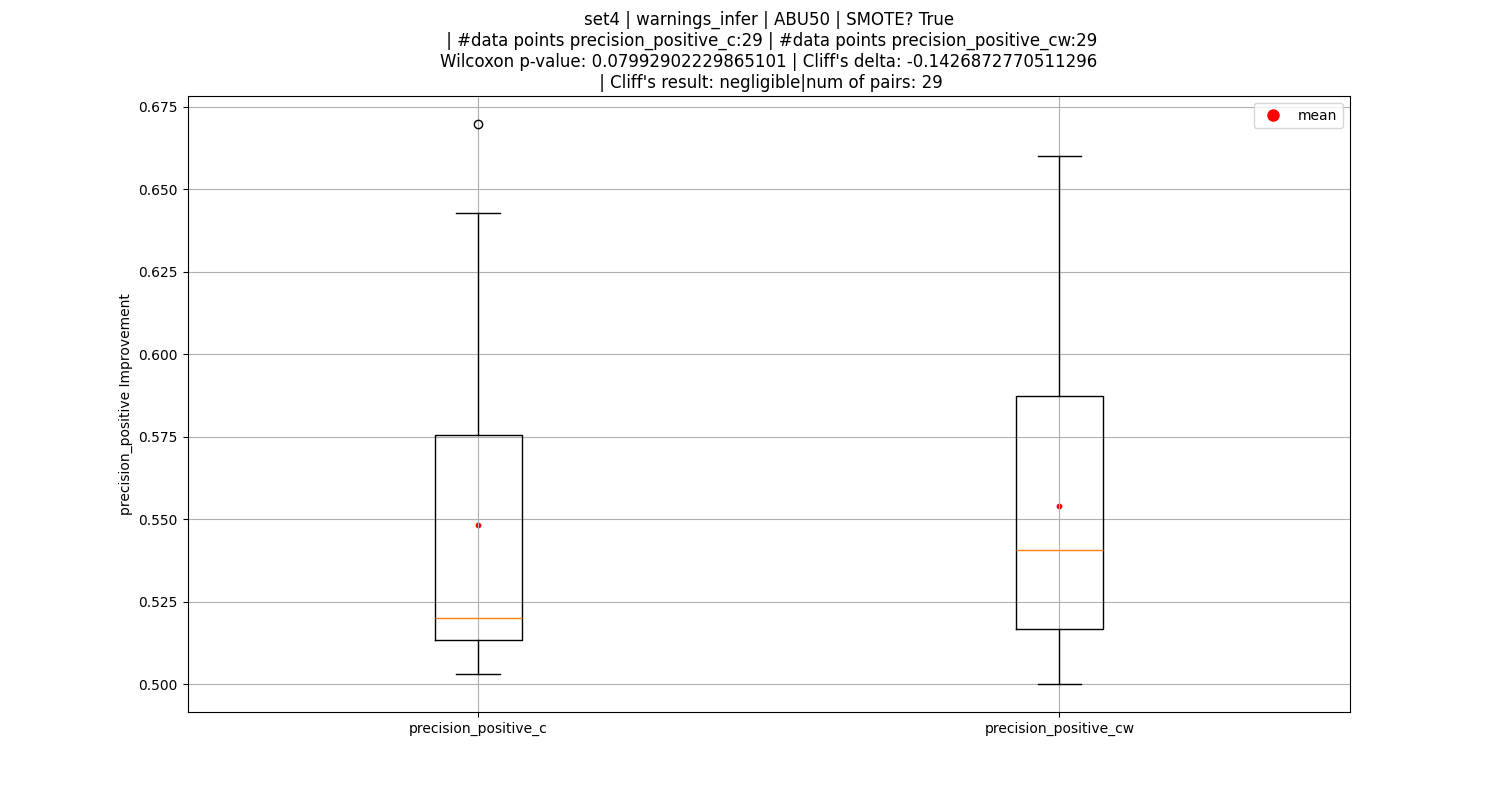 set4 | warnings_infer | ABU50 | SMOTE? True
| #data points precision_positive_c:29 | #data points precision_positive_cw:29
Wilcoxon p-value: 0.07992902229865101 | Cliff's delta: -0.1426872770511296
| Cliff's result: negligible|num of pairs: 29
mean
precision_positive Improvement
0.675
0.650
0.625
0.600
0.575
0.550
0.525
0.500
precision_positive_c
precision_positive_cw